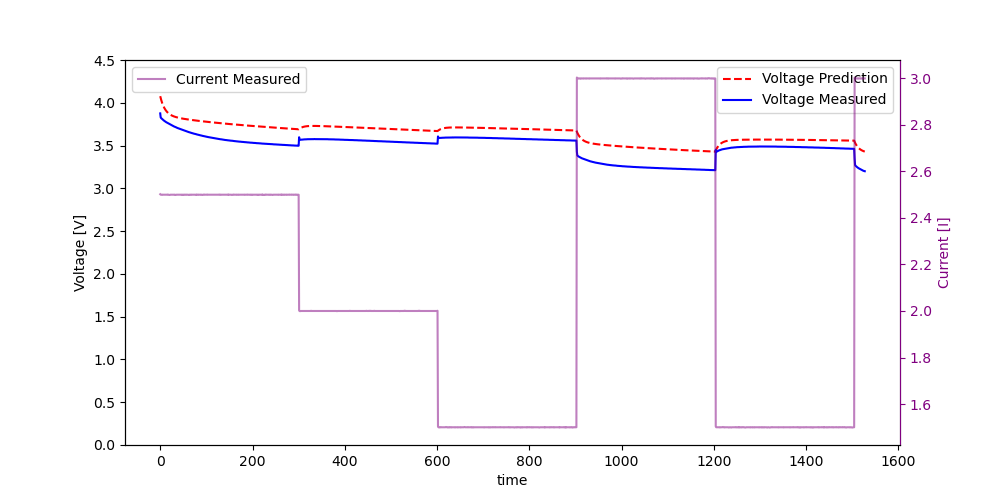 Current Measured
Voltage Prediction
Voltage Measured
4.5
4.0
3.5
3.0
2.5
2.0
1.5
1.0
0.5
0.0
Voltage [V]
3.0
2.8
2.6
2.4
2.2
2.0
1.8
1.6
Current [I]
0 200 400 600 800 1000 1200 1400 1600
time